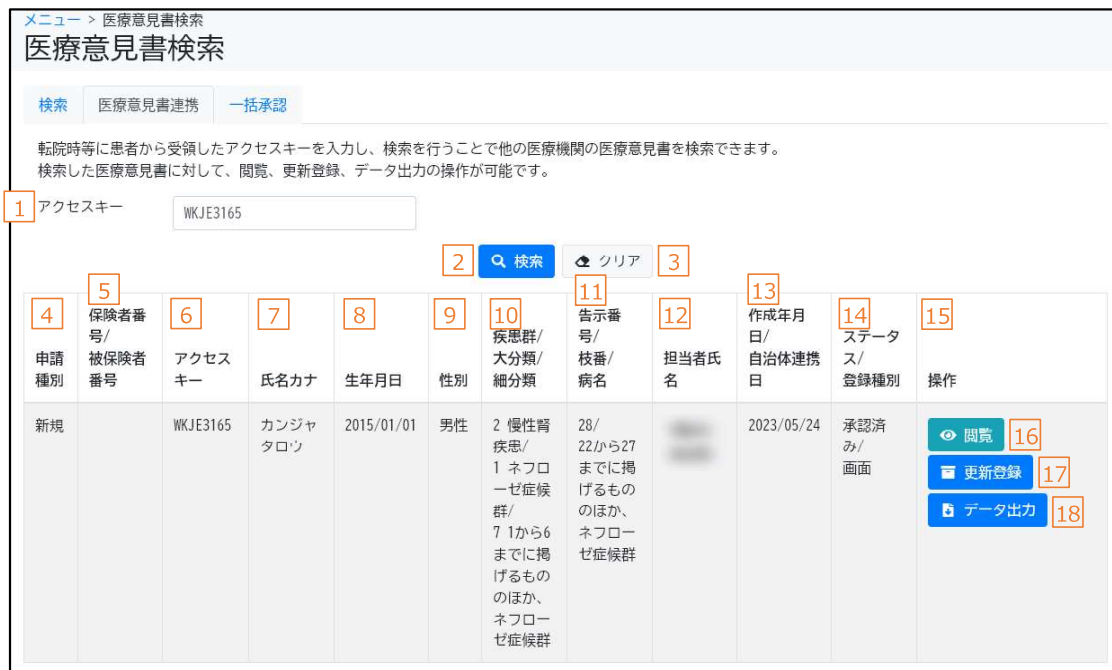 メニュー > 医療意見書検索
医療意見書検索
検索 医療意見書連携 一括承認
転院時等に患者から受領したアクセスキーを入力し、検索を行うことで他の医療機関の医療意見書を検索できます。
検索した医療意見書に対して、閲覧、更新登録、データ出力の操作が可能です。
1 アクセスキー WKJE3165
2 検索 クリア 3
4
申請
種別
5
保険者番
号/
被保険者
番号
6
アクセス
キー
7
氏名カナ
8
生年月日
9
性別
10
疾患群/
大分類/
細分類
11
告示番
号/
枝番/
病名
12
担当者氏
名
13
作成年月
日/
自治体連携
日
14
ステータ
ス/
登録種別
15
操作
新規
WKJE3165
カンジャ
タロウ
2015/01/01
男性
2 慢性腎
疾患/
1 ネフロ
ーゼ症候
群/
7 1から6
までに掲
げるもの
のほか、
ネフロー
ゼ症候群
28/
22から27
までに掲
げるもの
のほか、
ネフロー
ゼ症候群
2023/05/24
承認済
み/
画面
閲覧 16
更新登録 17
データ出力 18